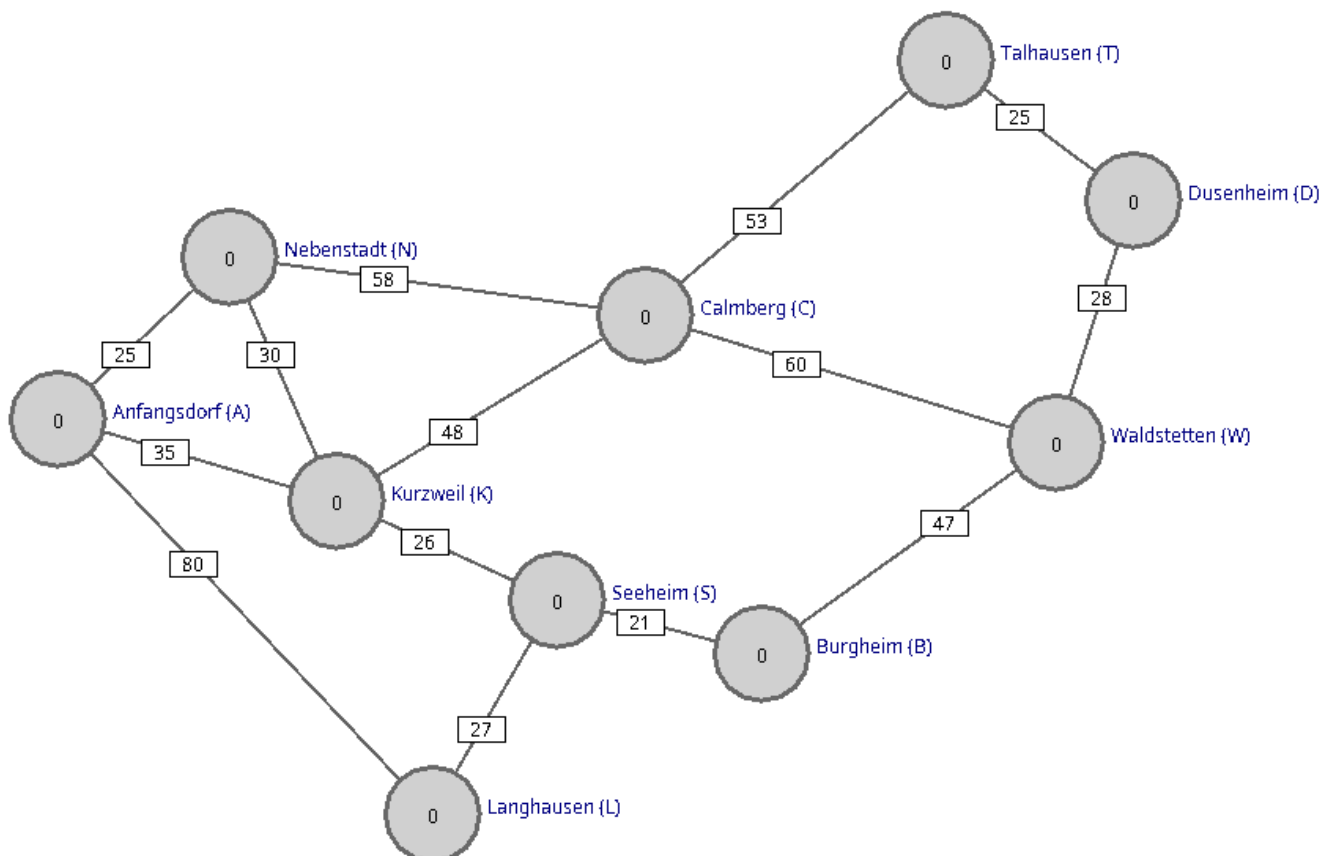 0
Talhausen (T)
25
0
Dusenheim (D)
53
0
Nebenstadt (N)
58
28
0
Calmberg (C)
25
30
60
0
Anfangsdorf (A)
48
0
Waldstetten (W)
35
0
Kurzweil (K)
47
26
80
0
Seeheim (S)
21
0
Burgheim (B)
27
0
Langhausen (L)